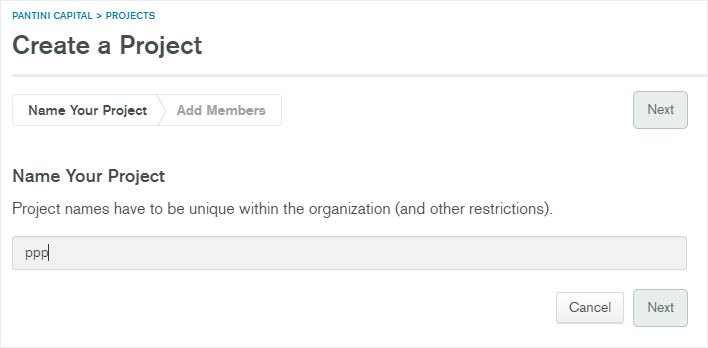 PANTINI CAPITAL > PROJECTS
Create a Project
Name Your Project
Add Members
Next
Name Your Project
Project names have to be unique within the organization (and other restrictions).
ppp
Cancel
Next